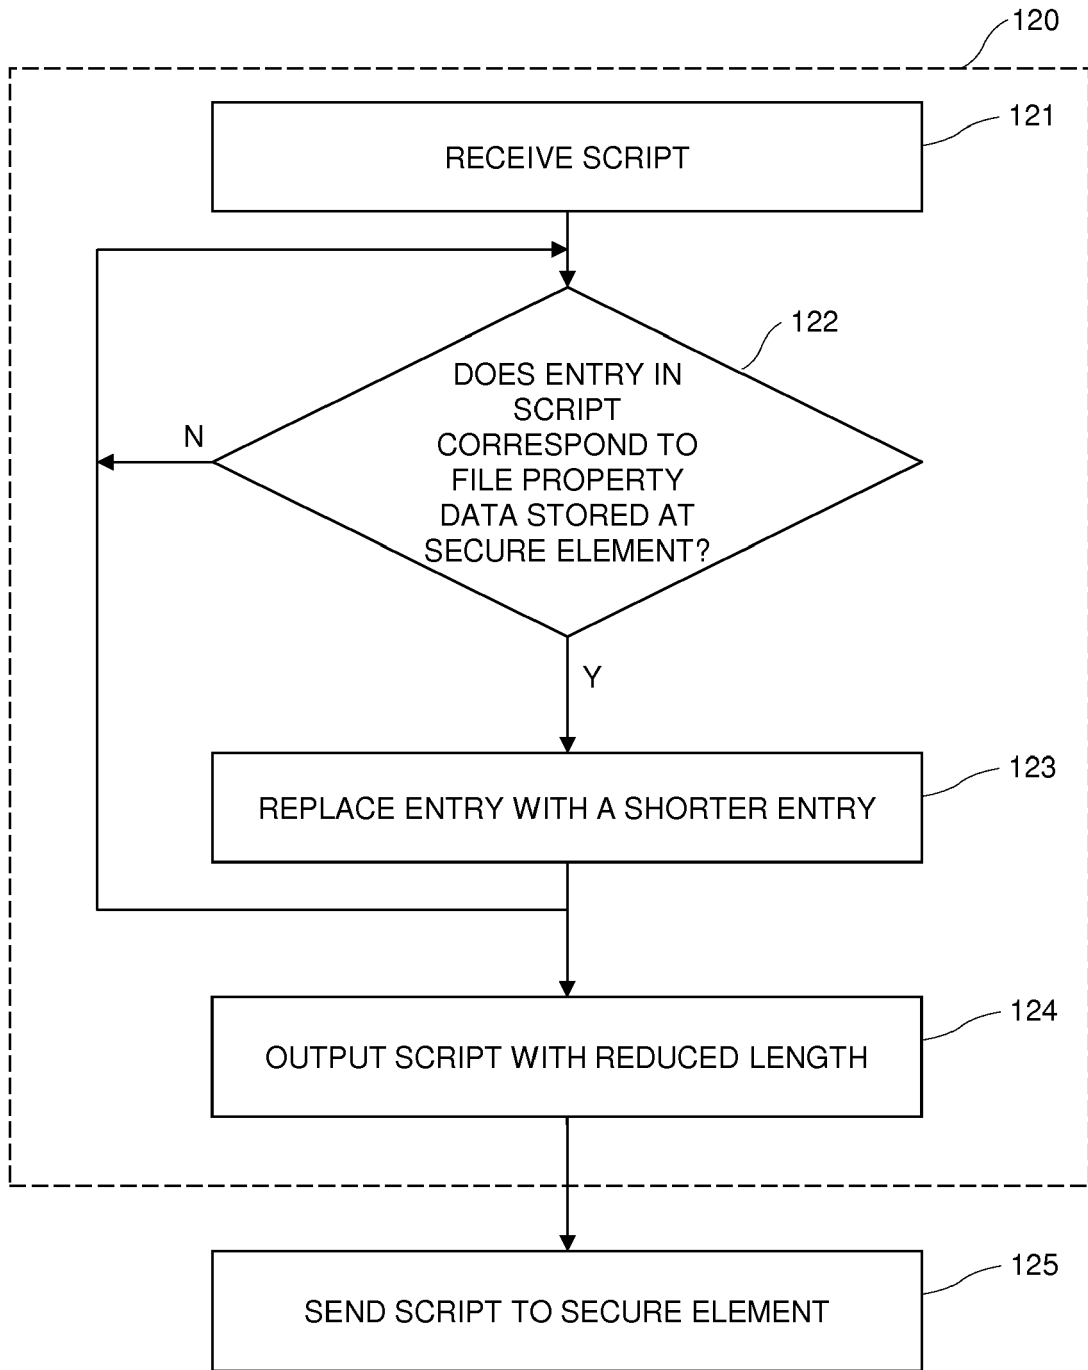 120
RECEIVE SCRIPT
121
DOES ENTRY IN
SCRIPT
CORRESPOND TO
FILE PROPERTY
DATA STORED AT
SECURE ELEMENT?
122
N
Y
REPLACE ENTRY WITH A SHORTER ENTRY
123
OUTPUT SCRIPT WITH REDUCED LENGTH
124
SEND SCRIPT TO SECURE ELEMENT
125